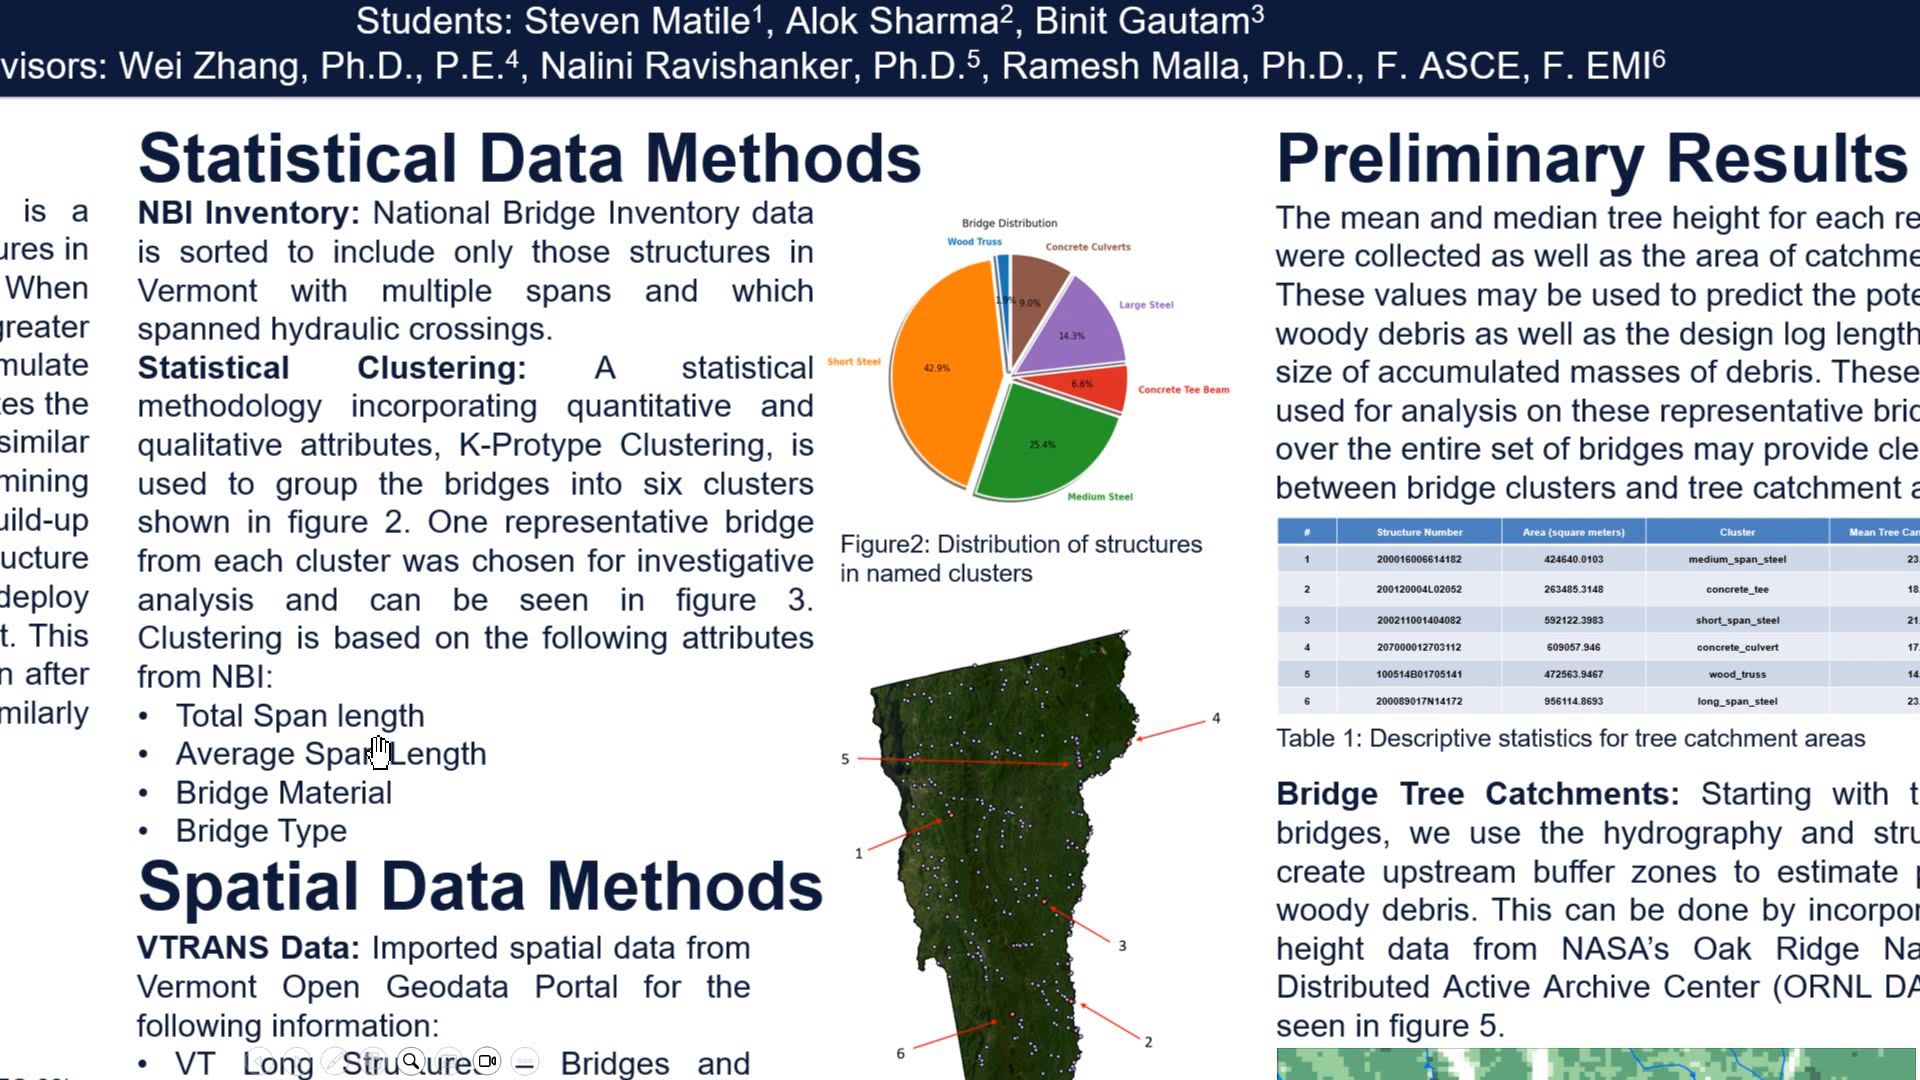 Students: Steven Matile1, Alok Sharma2, Binit Gautam3
visors: Wei Zhang, Ph.D., P.E.4, Nalini Ravishanker, Ph.D.5, Ramesh Malla, Ph.D., F. ASCE, F. EMI6
is a
ures in
When
greater
mulate
tes the
similar
mining
uild-up
ucture
deploy
t. This
n after
milarly
Statistical Data Methods
NBI Inventory: National Bridge Inventory data
is sorted to include only those structures in
Vermont with multiple spans and which
spanned hydraulic crossings.
Statistical Clustering: A statistical
methodology incorporating quantitative and
qualitative attributes, K-Protype Clustering, is
used to group the bridges into six clusters
shown in figure 2. One representative bridge
from each cluster was chosen for investigative
analysis and can be seen in figure 3.
Clustering is based on the following attributes
from NBI:
• Total Span length
• Average Span Length
• Bridge Material
• Bridge Type
Spatial Data Methods
VTRANS Data: Imported spatial data from
Vermont Open Geodata Portal for the
following information:
• VT Long Structures Bridges and
Bridge Distribution
Wood Truss
Concrete Culverts
Large Steel
Short Steel
Concrete Tee Beam
Medium Steel
1.9%
9.0%
14.3%
42.9%
6.6%
25.4%
Figure2: Distribution of structures
in named clusters
4
5
1
3
2
6
Preliminary Results
The mean and median tree height for each re
were collected as well as the area of catchme
These values may be used to predict the pote
woody debris as well as the design log length
size of accumulated masses of debris. These
used for analysis on these representative bric
over the entire set of bridges may provide cle
between bridge clusters and tree catchment a
# Structure Number Area (square meters) Cluster Mean Tree Can
1 200016006614182 424640.0103 medium_span_steel 23.
2 200120004L02052 263485.3148 concrete_tee 18.
3 200211001404082 592122.3983 short_span_steel 21.
4 207000012703112 609057.946 concrete_culvert 17.
5 100514B01705141 472563.9467 wood_truss 14.
6 200089017N14172 956114.8693 long_span_steel 23.
Table 1: Descriptive statistics for tree catchment areas
Bridge Tree Catchments: Starting with t
bridges, we use the hydrography and stru
create upstream buffer zones to estimate p
woody debris. This can be done by incorpor
height data from NASA’s Oak Ridge Na
Distributed Active Archive Center (ORNL DA
seen in figure 5.